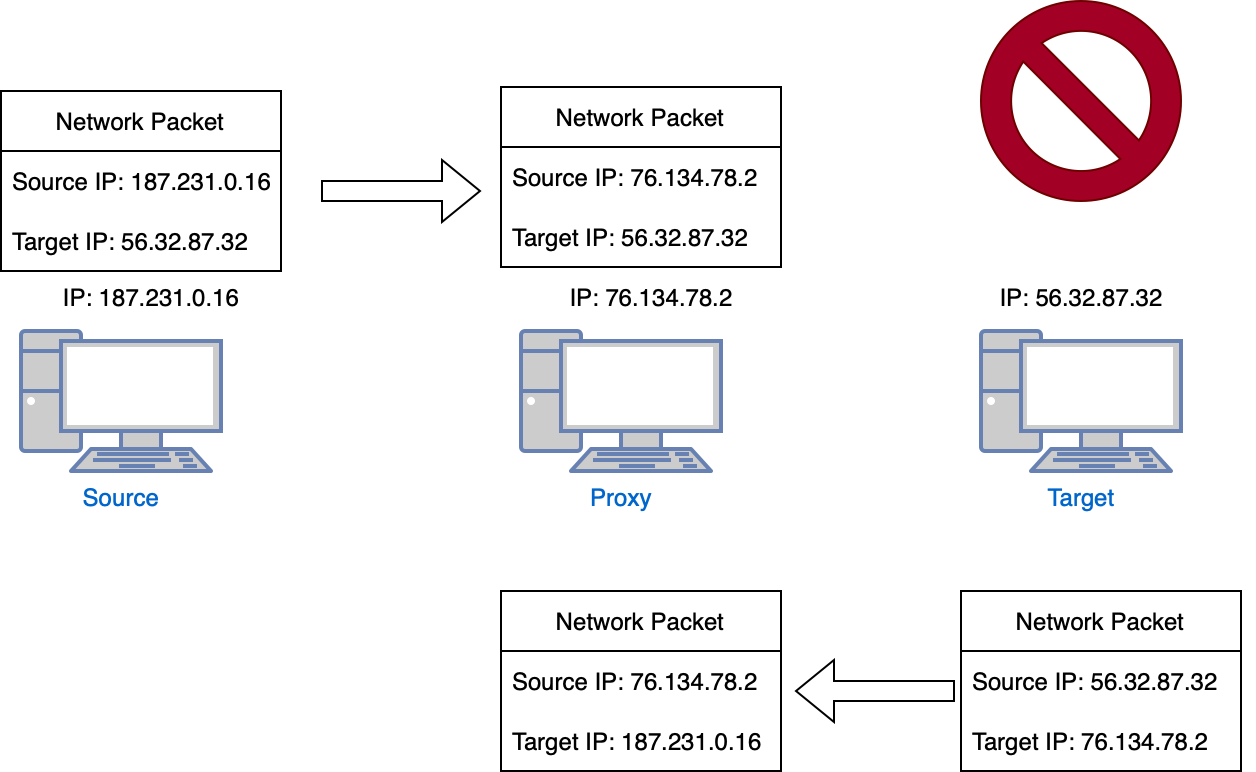 Network Packet
Source IP: 187.231.0.16
Target IP: 56.32.87.32
Network Packet
Source IP: 76.134.78.2
Target IP: 56.32.87.32
IP: 187.231.0.16
IP: 76.134.78.2
IP: 56.32.87.32
Source
Proxy
Target
Network Packet
Source IP: 76.134.78.2
Target IP: 187.231.0.16
Network Packet
Source IP: 56.32.87.32
Target IP: 76.134.78.2